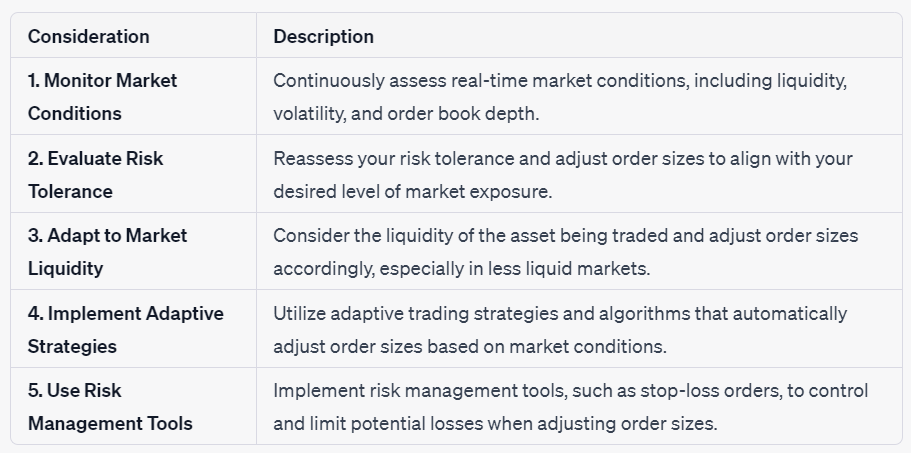 Consideration
Description
1. Monitor Market
Conditions
Continuously assess real-time market conditions, including liquidity,
volatility, and order book depth.
2. Evaluate Risk
Tolerance
Reassess your risk tolerance and adjust order sizes to align with your
desired level of market exposure.
3. Adapt to Market
Liquidity
Consider the liquidity of the asset being traded and adjust order sizes
accordingly, especially in less liquid markets.
4. Implement Adaptive
Strategies
Utilize adaptive trading strategies and algorithms that automatically
adjust order sizes based on market conditions.
5. Use Risk
Management Tools
Implement risk management tools, such as stop-loss orders, to control
and limit potential losses when adjusting order sizes.